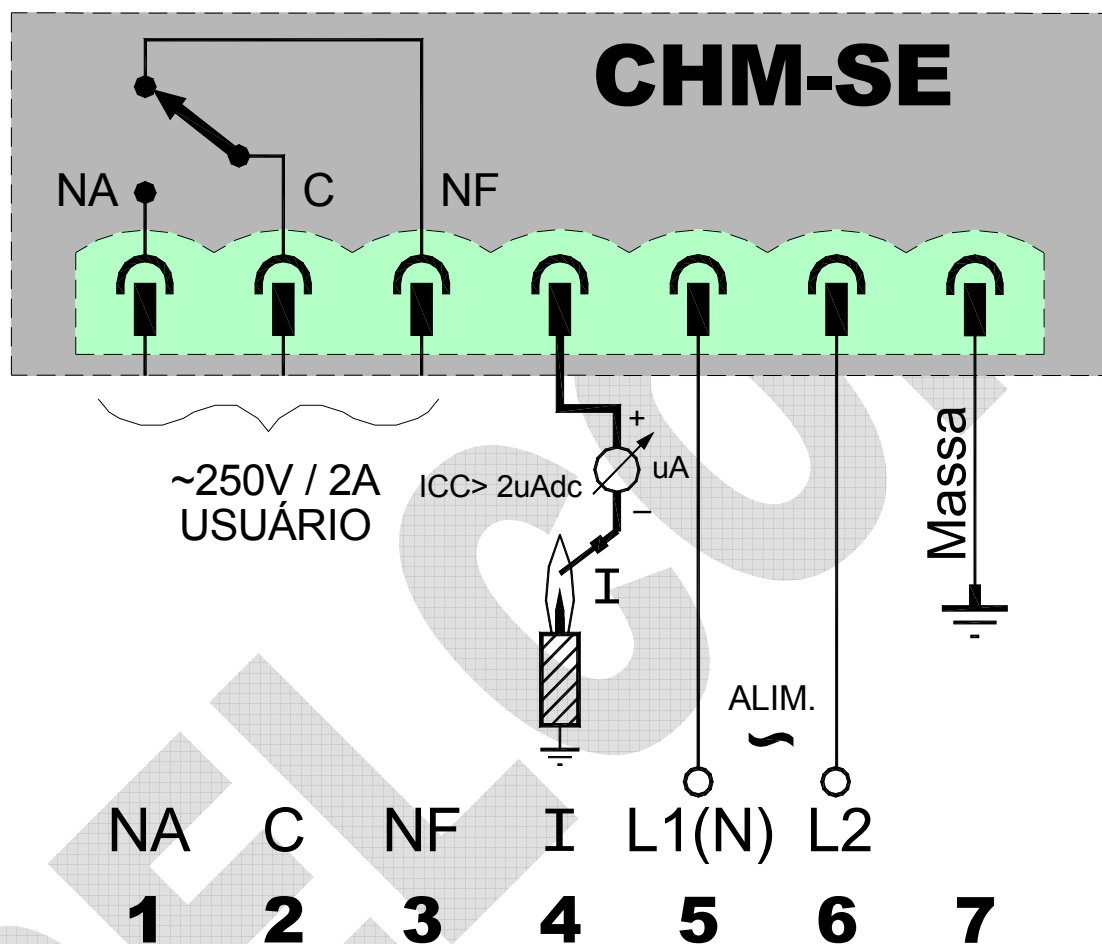 CHM-SE
NA
C
NF
~250V / 2A
USUÁRIO
+
ICC> 2uAdc
uA
–
I
Massa
ALIM.
~
NA C NF I L1(N) L2
1 2 3 4 5 6 7